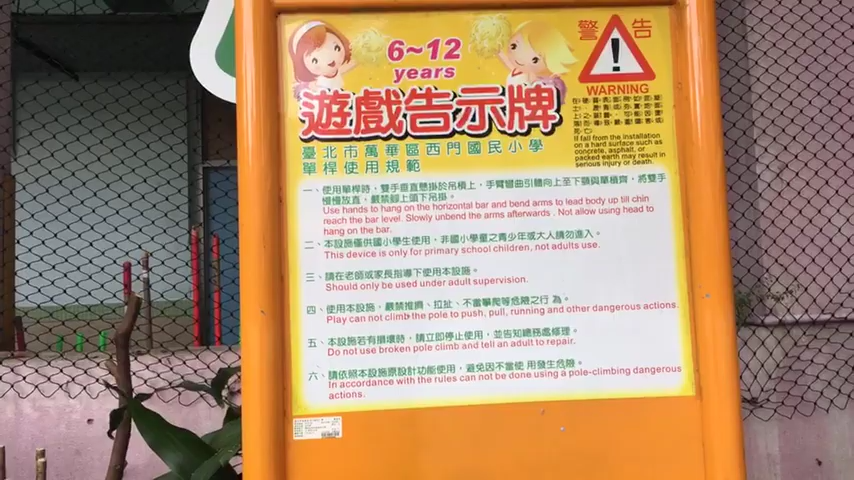 6~12
years
警告
WARNING
遊戲告示牌
If fall from the installation
on a hard surface such as
concrete, asphalt, or
packed earth may result in
serious injury or death.
臺北市萬華區西門國民小學
單桿使用規範
一、使用單桿時，雙手垂直懸掛於吊槓上，手臂彎曲引體向上至下頦與單槓齊，將雙手
慢慢放直，嚴禁腳上頭下吊掛。
Use hands to hang on the horizontal bar and bend arms to lead body up till chin
reach the bar level. Slowly unbend the arms afterwards . Not allow using head to
hang on the bar.
二、本設施僅供國小學生使用，非國小學童之青少年或大人請勿進入。
This device is only for primary school children, not adults use.
三、請在老師或家長指導下使用本設施。
Should only be used under adult supervision.
四、使用本設施，嚴禁推擠、拉扯、不當攀爬等危險之行 為。
Play can not climb the pole to push, pull, running and other dangerous actions.
五、本設施若有損壞時，請立即停止使用，並告知總務處修理。
Do not use broken pole climb and tell an adult to repair.
六、請依照本設施原設計功能使用，避免因不當使 用發生危險。
In accordance with the rules can not be done using a pole-climbing dangerous
actions.